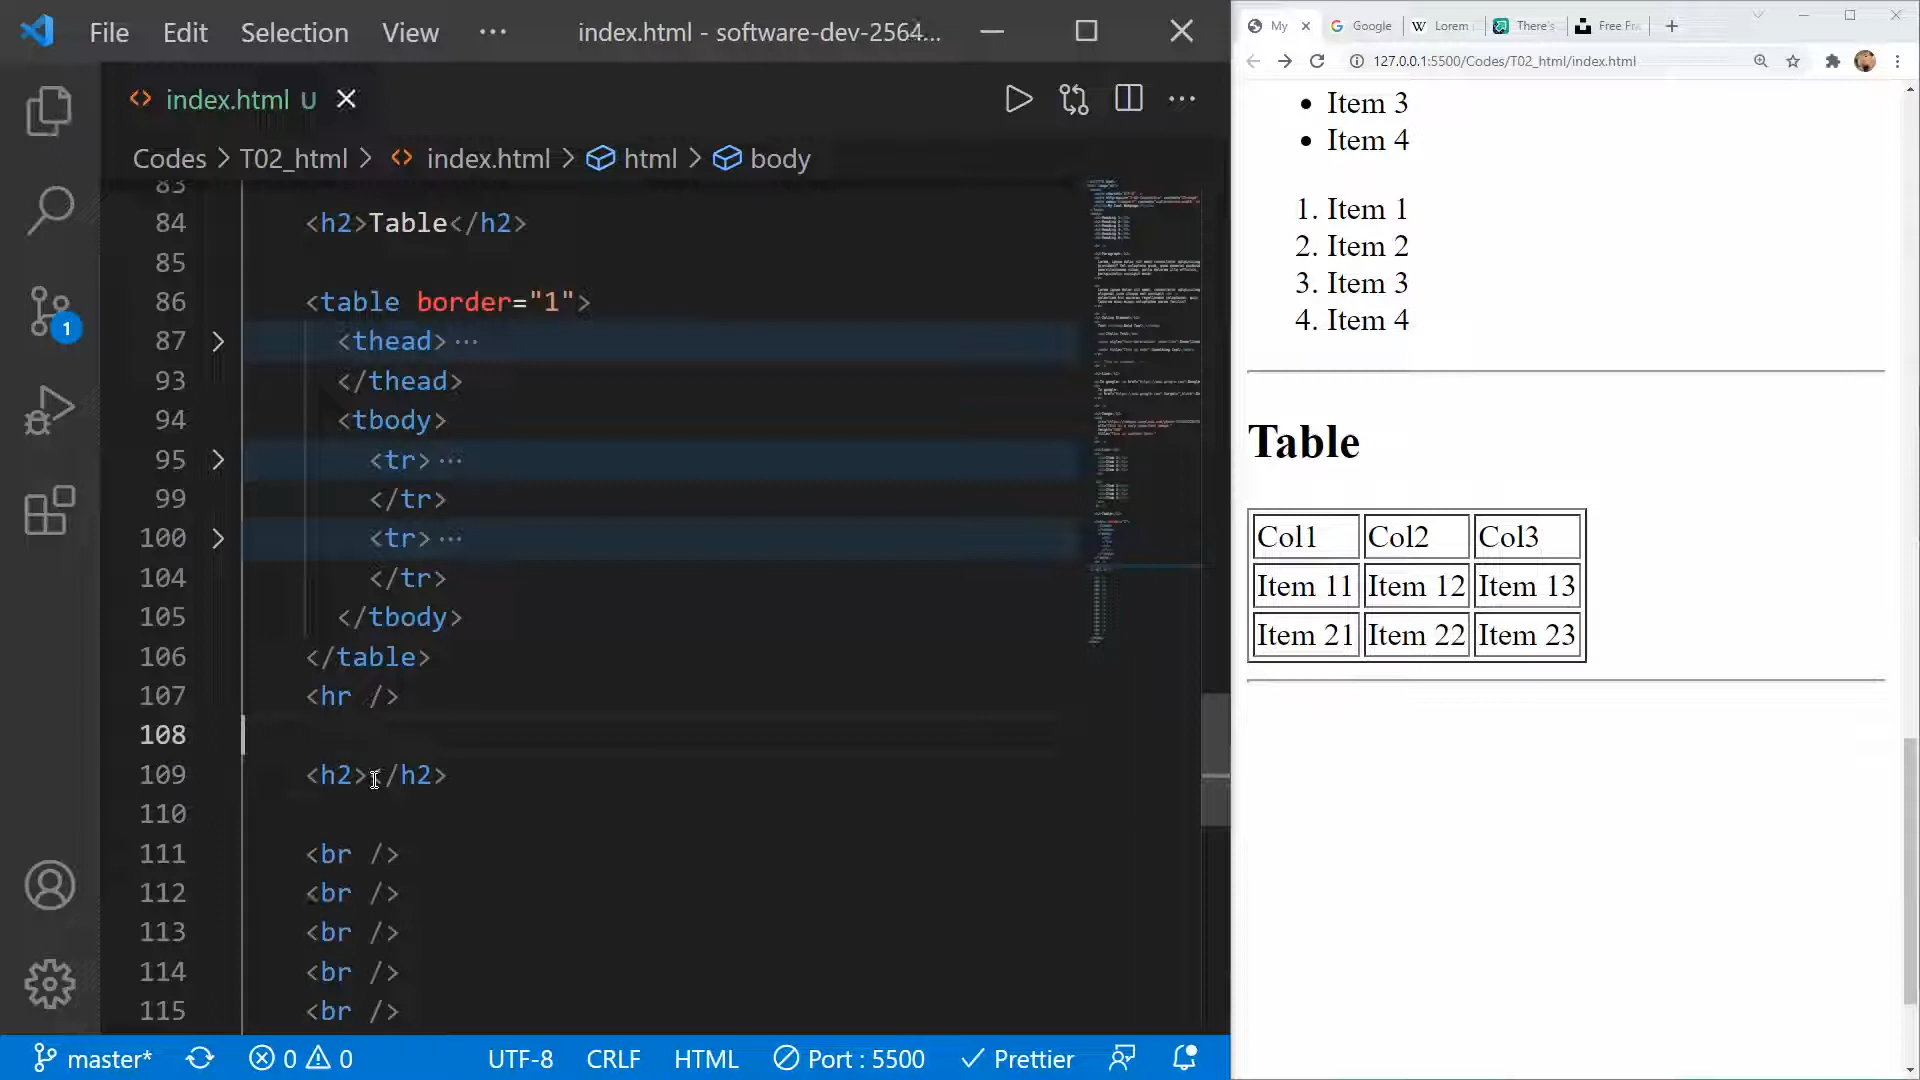 File Edit Selection View ··· index.html - software-dev-2564...
index.html U
Codes > T02_html > index.html > html > body
83
84 <h2>Table</h2>
85
86 <table border="1">
87 <thead>···
93 </thead>
94 <tbody>
95 <tr>···
99 </tr>
100 <tr>···
104 </tr>
105 </tbody>
106 </table>
107 <hr />
108
109 <h2></h2>
110
111 <br />
112 <br />
113 <br />
114 <br />
115 <br />
1
master* 0 0 UTF-8 CRLF HTML Port : 5500 Prettier
My Google Lorem There's Free Fr
127.0.0.1:5500/Codes/T02_html/index.html
• Item 3
• Item 4
1. Item 1
2. Item 2
3. Item 3
4. Item 4
Table
Col1 Col2 Col3
Item 11 Item 12 Item 13
Item 21 Item 22 Item 23